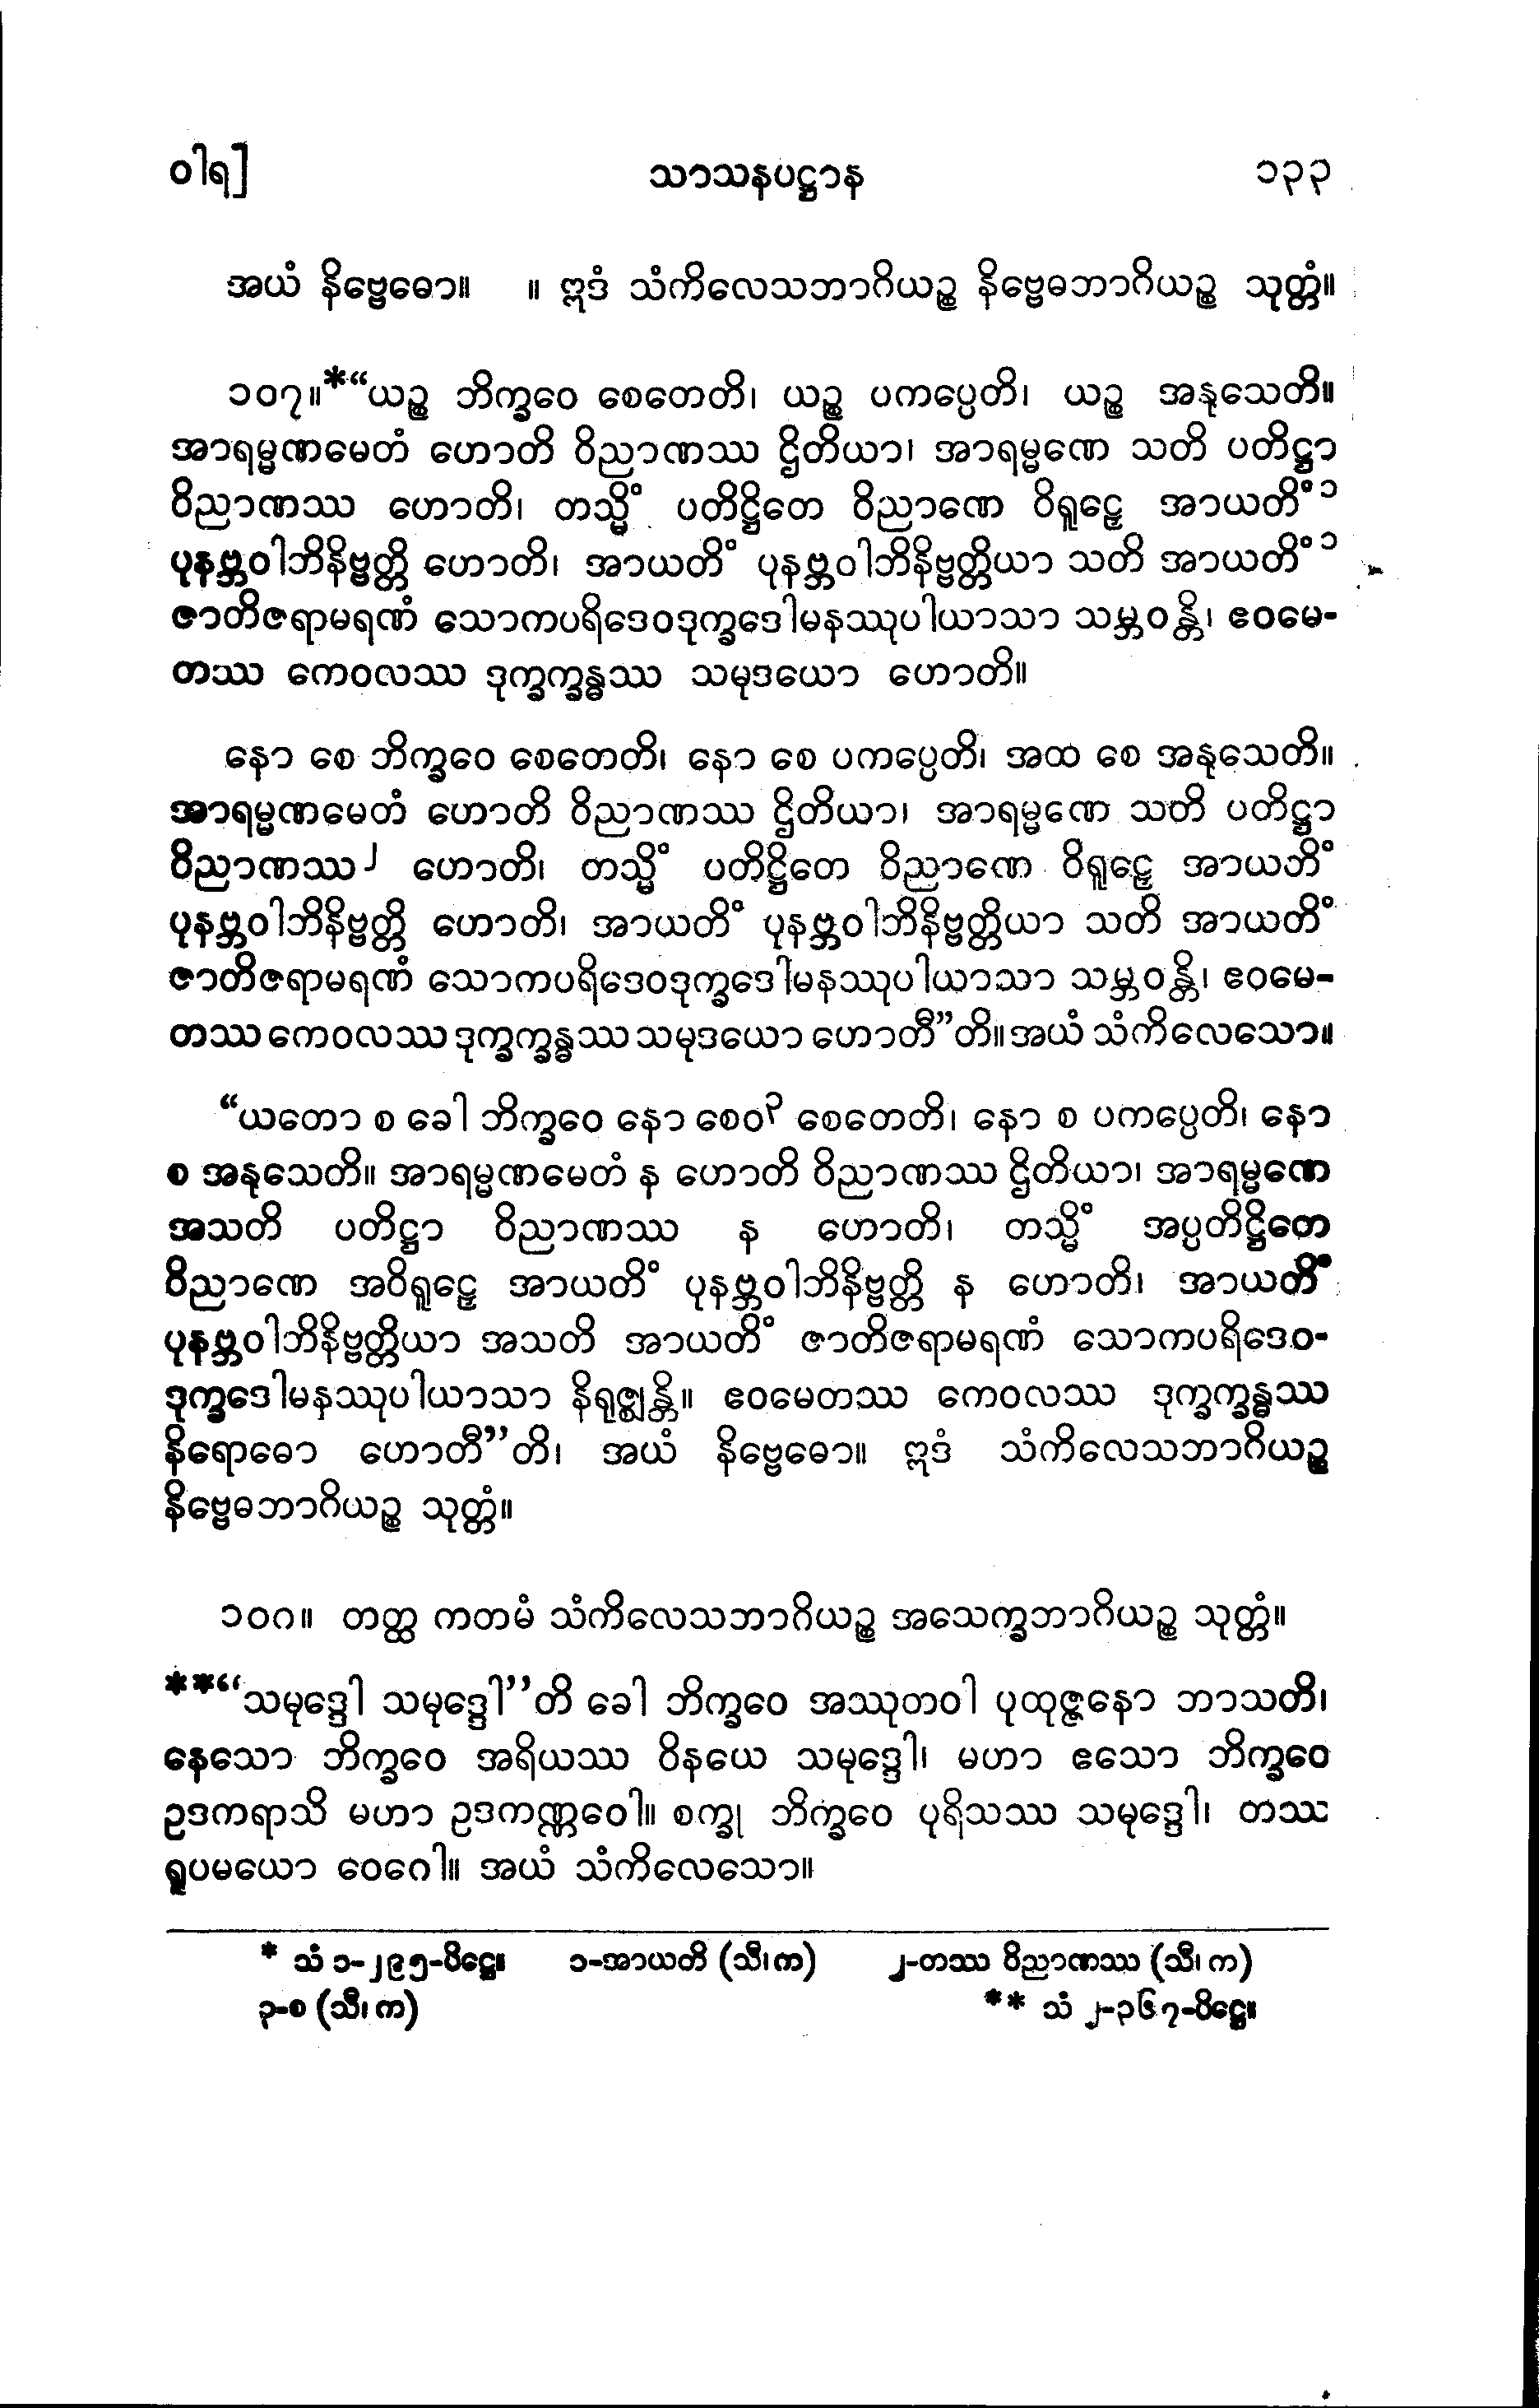 ဝါရ] သာသနပဋ္ဌာန ၁၃၃
အယံ နိဗ္ဗေဓော။ ။ ဣဒံ သံကိလေသဘာဂိယဉ္စ နိဗ္ဗေဓဘာဂိယဉ္စ သုတ္တံ။
၁၀၇။*“ယဉ္စ ဘိက္ခဝေ စေတေတိ၊ ယဉ္စ ပကပ္ပေတိ၊ ယဉ္စ အနုသေတိ။
အာရမ္မဏမေတံ ဟောတိ ဝိညာဏဿ ဌိတိယာ၊ အာရမ္မဏေ သတိ ပတိဋ္ဌာ
ဝိညာဏဿ ဟောတိ၊ တသ္မိံ ပတိဋ္ဌိတေ ဝိညာဏေ ဝိရူဠှေ အာယတိံ၁
ပုနဗ္ဘဝါဘိနိဗ္ဗတ္တိ ဟောတိ၊ အာယတိံ ပုနဗ္ဘဝါဘိနိဗ္ဗတ္တိယာ သတိ အာယတိံ၁
ဇာတိဇရာမရဏံ သောကပရိဒေဝဒုက္ခဒေါမနဿုပါယာသာ သမ္ဘဝန္တိ၊ ဧဝမေ-
တဿ ကေဝလဿ ဒုက္ခက္ခန္ဓဿ သမုဒယော ဟောတိ။
နော စေ ဘိက္ခဝေ စေတေတိ၊ နော စေ ပကပ္ပေတိ၊ အထ စေ အနုသေတိ။
အာရမ္မဏမေတံ ဟောတိ ဝိညာဏဿ ဌိတိယာ၊ အာရမ္မဏေ သတိ ပတိဋ္ဌာ
ဝိညာဏဿ၂ ဟောတိ၊ တသ္မိံ ပတိဋ္ဌိတေ ဝိညာဏေ ဝိရူဠှေ အာယတိံ
ပုနဗ္ဘဝါဘိနိဗ္ဗတ္တိ ဟောတိ၊ အာယတိံ ပုနဗ္ဘဝါဘိနိဗ္ဗတ္တိယာ သတိ အာယတိံ
ဇာတိဇရာမရဏံ သောကပရိဒေဝဒုက္ခဒေါမနဿုပါယာသာ သမ္ဘဝန္တိ၊ ဧဝမေ-
တဿ ကေဝလဿ ဒုက္ခက္ခန္ဓဿ သမုဒယော ဟောတီ”တိ။ အယံ သံကိလေသော။
“ယတော စ ခေါ ဘိက္ခဝေ နော စေဝ၃ စေတေတိ၊ နော စ ပကပ္ပေတိ၊ နော
စ အနုသေတိ။ အာရမ္မဏမေတံ န ဟောတိ ဝိညာဏဿ ဌိတိယာ၊ အာရမ္မဏေ
အသတိ ပတိဋ္ဌာ ဝိညာဏဿ န ဟောတိ၊ တသ္မိံ အပ္ပတိဋ္ဌိတေ
ဝိညာဏေ အဝိရူဠှေ အာယတိံ ပုနဗ္ဘဝါဘိနိဗ္ဗတ္တိ န ဟောတိ၊ အာယတိံ
ပုနဗ္ဘဝါဘိနိဗ္ဗတ္တိယာ အသတိ အာယတိံ ဇာတိဇရာမရဏံ သောကပရိဒေဝ-
ဒုက္ခဒေါမနဿုပါယာသာ နိရုဇ္ဈန္တိ။ ဧဝမေတဿ ကေဝလဿ ဒုက္ခက္ခန္ဓဿ
နိရောဓော ဟောတီ”တိ၊ အယံ နိဗ္ဗေဓော။ ဣဒံ သံကိလေသဘာဂိယဉ္စ
နိဗ္ဗေဓဘာဂိယဉ္စ သုတ္တံ။
၁၀၈။ တတ္ထ ကတမံ သံကိလေသဘာဂိယဉ္စ အသေက္ခဘာဂိယဉ္စ သုတ္တံ။
**“သမုဒ္ဒေါ သမုဒ္ဒေါ”တိ ခေါ ဘိက္ခဝေ အဿုတဝါ ပုထုဇ္ဇနော ဘာသတိ၊
နေသော ဘိက္ခဝေ အရိယဿ ဝိနယေ သမုဒ္ဒေါ၊ မဟာ ဧသော ဘိက္ခဝေ
ဥဒကရာသိ မဟာ ဥဒကဏ္ဏဝေါ။ စက္ခု ဘိက္ခဝေ ပုရိသဿ သမုဒ္ဒေါ၊ တဿ
ရူပမယော ဝေဂေါ။ အယံ သံကိလေသော။
* သံ ၁-၂၉၅-ပိဋ္ဌေ။ ၁-အာယတိ (သီ၊ က) ၂-တဿ ဝိညာဏဿ (သီ၊ က)
၃-စ (သီ၊ က) ** သံ ၂-၃၆၇-ပိဋ္ဌေ။